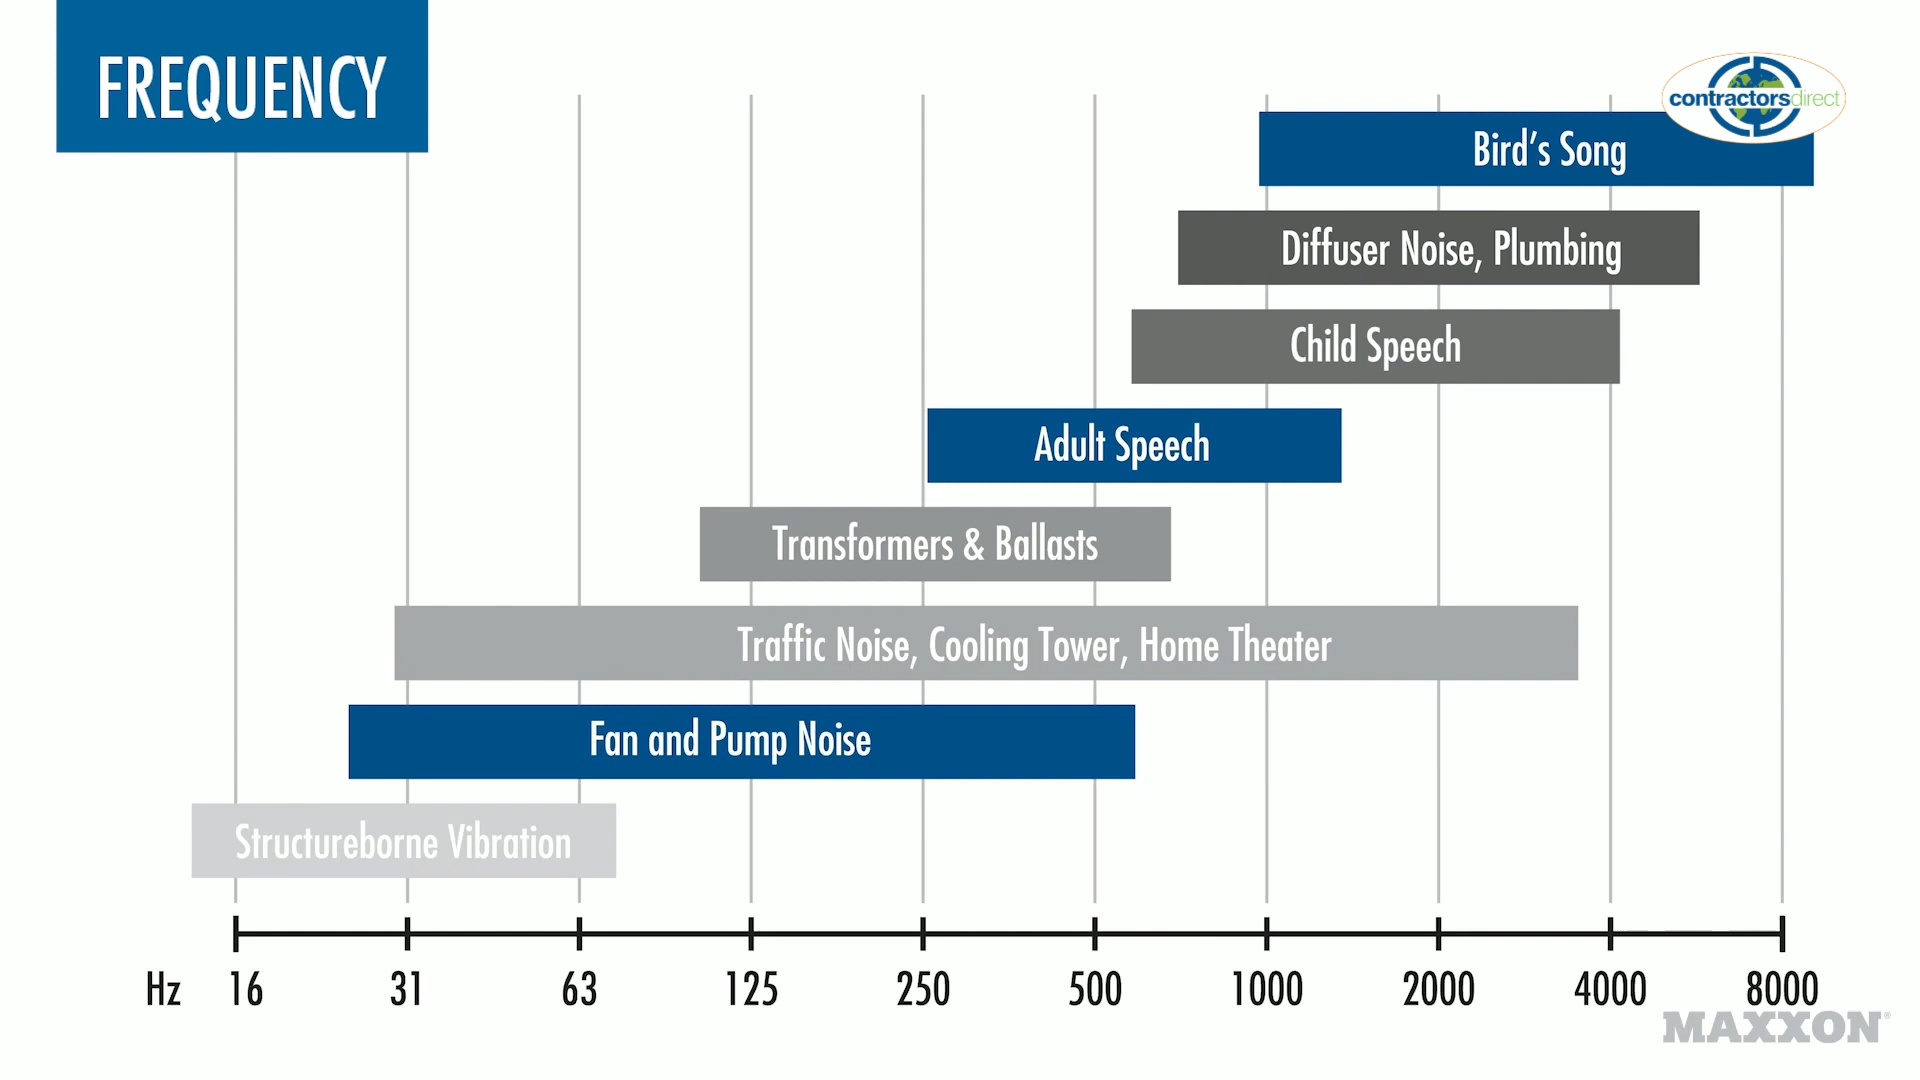 FREQUENCY
contractorsdirect
Bird's Song
Diffuser Noise, Plumbing
Child Speech
Adult Speech
Transformers & Ballasts
Traffic Noise, Cooling Tower, Home Theater
Fan and Pump Noise
Structureborne Vibration
Hz 16 31 63 125 250 500 1000 2000 4000 8000
MAXXON®